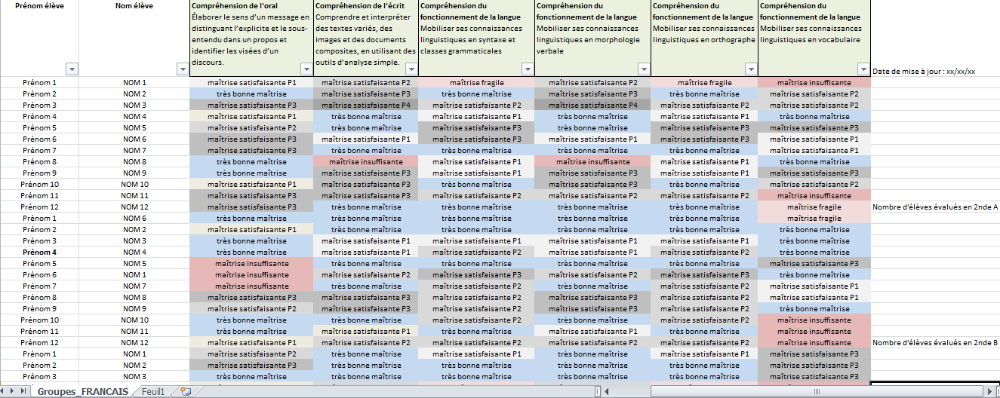 Prénom élève
Nom élève
Compréhension de l'oral
Élaborer le sens d'un message en
distinguant l'explicite et le sous-
entendu dans un propos et
identifier les visées d'un
discours.
Compréhension de l'écrit
Comprendre et interpréter
des textes variés, des
images et des documents
composites, en utilisant des
outils d'analyse simple.
Compréhension du
fonctionnement de la langue
Mobiliser ses connaissances
linguistiques en syntaxe et
classes grammaticales
Compréhension du
fonctionnement de la langue
Mobiliser ses connaissances
linguistiques en morphologie
verbale
Compréhension du
fonctionnement de la langue
Mobiliser ses connaissances
linguistiques en orthographe
Compréhension du
fonctionnement de la langue
Mobiliser ses connaissances
linguistiques en vocabulaire
Date de mise à jour : xx/xx/xx
Prénom 1 NOM 1 maîtrise satisfaisante P1 maîtrise satisfaisante P2 maîtrise fragile maîtrise satisfaisante P2 maîtrise fragile maîtrise insuffisante
Prénom 2 NOM 2 très bonne maîtrise maîtrise satisfaisante P3 très bonne maîtrise maîtrise satisfaisante P3 très bonne maîtrise maîtrise satisfaisante P2
Prénom 3 NOM 3 maîtrise satisfaisante P3 maîtrise satisfaisante P4 maîtrise satisfaisante P2 maîtrise satisfaisante P4 maîtrise satisfaisante P2 maîtrise satisfaisante P2
Prénom 4 NOM 4 maîtrise satisfaisante P1 très bonne maîtrise maîtrise satisfaisante P1 très bonne maîtrise maîtrise satisfaisante P1 très bonne maîtrise
Prénom 5 NOM 5 maîtrise satisfaisante P2 très bonne maîtrise maîtrise satisfaisante P3 très bonne maîtrise maîtrise satisfaisante P3 maîtrise satisfaisante P3
Prénom 6 NOM 6 maîtrise satisfaisante P3 maîtrise satisfaisante P1 maîtrise satisfaisante P3 maîtrise satisfaisante P1 maîtrise satisfaisante P3 maîtrise satisfaisante P1
Prénom 7 NOM 7 maîtrise satisfaisante P3 très bonne maîtrise très bonne maîtrise très bonne maîtrise très bonne maîtrise maîtrise satisfaisante P1
Prénom 8 NOM 8 très bonne maîtrise maîtrise insuffisante maîtrise satisfaisante P1 maîtrise insuffisante maîtrise satisfaisante P1 maîtrise satisfaisante P1
Prénom 9 NOM 9 très bonne maîtrise maîtrise satisfaisante P3 maîtrise satisfaisante P1 maîtrise satisfaisante P3 maîtrise satisfaisante P1 maîtrise satisfaisante P3
Prénom 10 NOM 10 maîtrise satisfaisante P1 maîtrise satisfaisante P3 très bonne maîtrise maîtrise satisfaisante P3 très bonne maîtrise maîtrise satisfaisante P2
Prénom 11 NOM 11 maîtrise satisfaisante P3 maîtrise satisfaisante P3 maîtrise satisfaisante P2 maîtrise satisfaisante P3 maîtrise satisfaisante P2 maîtrise insuffisante
Prénom 12 NOM 12 maîtrise satisfaisante P3 très bonne maîtrise très bonne maîtrise très bonne maîtrise très bonne maîtrise maîtrise fragile Nombre d'élèves évalués en 2nde A
Prénom 1 NOM 6 très bonne maîtrise très bonne maîtrise très bonne maîtrise très bonne maîtrise très bonne maîtrise maîtrise fragile
Prénom 2 NOM 2 maîtrise satisfaisante P1 très bonne maîtrise très bonne maîtrise très bonne maîtrise très bonne maîtrise très bonne maîtrise
Prénom 3 NOM 3 très bonne maîtrise maîtrise satisfaisante P1 maîtrise satisfaisante P1 maîtrise satisfaisante P1 maîtrise satisfaisante P1 très bonne maîtrise
Prénom 4 NOM 4 très bonne maîtrise maîtrise satisfaisante P1 maîtrise satisfaisante P2 maîtrise satisfaisante P1 maîtrise satisfaisante P2 très bonne maîtrise
Prénom 5 NOM 5 maîtrise insuffisante très bonne maîtrise très bonne maîtrise très bonne maîtrise très bonne maîtrise maîtrise satisfaisante P3
Prénom 6 NOM 1 maîtrise insuffisante maîtrise satisfaisante P2 maîtrise satisfaisante P3 maîtrise satisfaisante P2 maîtrise satisfaisante P3 très bonne maîtrise
Prénom 7 NOM 7 maîtrise insuffisante très bonne maîtrise maîtrise satisfaisante P2 très bonne maîtrise maîtrise satisfaisante P2 maîtrise satisfaisante P1
Prénom 8 NOM 8 maîtrise satisfaisante P3 maîtrise satisfaisante P3 maîtrise satisfaisante P2 maîtrise satisfaisante P3 maîtrise satisfaisante P2 maîtrise satisfaisante P1
Prénom 9 NOM 9 maîtrise satisfaisante P2 maîtrise satisfaisante P3 maîtrise satisfaisante P2 maîtrise satisfaisante P3 maîtrise satisfaisante P2 très bonne maîtrise
Prénom 10 NOM 10 très bonne maîtrise très bonne maîtrise maîtrise satisfaisante P2 très bonne maîtrise maîtrise satisfaisante P2 maîtrise insuffisante
Prénom 11 NOM 11 très bonne maîtrise maîtrise satisfaisante P1 très bonne maîtrise maîtrise satisfaisante P1 très bonne maîtrise maîtrise insuffisante
Prénom 12 NOM 12 maîtrise satisfaisante P1 maîtrise satisfaisante P2 maîtrise satisfaisante P2 maîtrise satisfaisante P2 maîtrise satisfaisante P2 maîtrise insuffisante Nombre d'élèves évalués en 2nde B
Prénom 1 NOM 1 maîtrise satisfaisante P2 très bonne maîtrise maîtrise satisfaisante P1 très bonne maîtrise maîtrise satisfaisante P1 maîtrise satisfaisante P3
Prénom 2 NOM 2 maîtrise satisfaisante P3 très bonne maîtrise très bonne maîtrise très bonne maîtrise très bonne maîtrise maîtrise satisfaisante P3
Prénom 3 NOM 3 très bonne maîtrise très bonne maîtrise très bonne maîtrise très bonne maîtrise très bonne maîtrise maîtrise satisfaisante P3
Groupes_FRANCAIS Feuil1